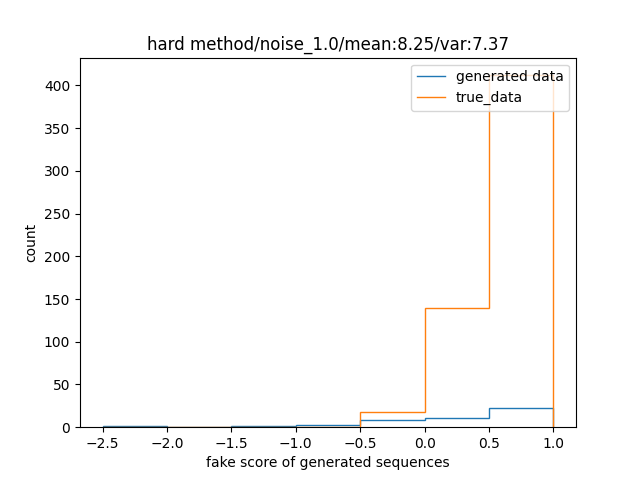 hard method/noise_1.0/mean:8.25/var:7.37
generated data
true_data
400
350
300
250
200
150
100
50
0
count
−2.5 −2.0 −1.5 −1.0 −0.5 0.0 0.5 1.0
fake score of generated sequences